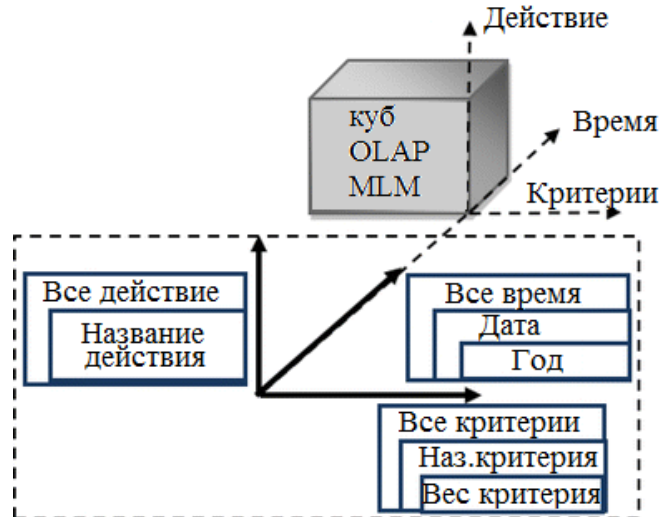 Действие
куб
OLAP
MLM
Время
Критерии
Все действие
Название
действия
Все время
Дата
Год
Все критерии
Наз.критерия
Вес критерия